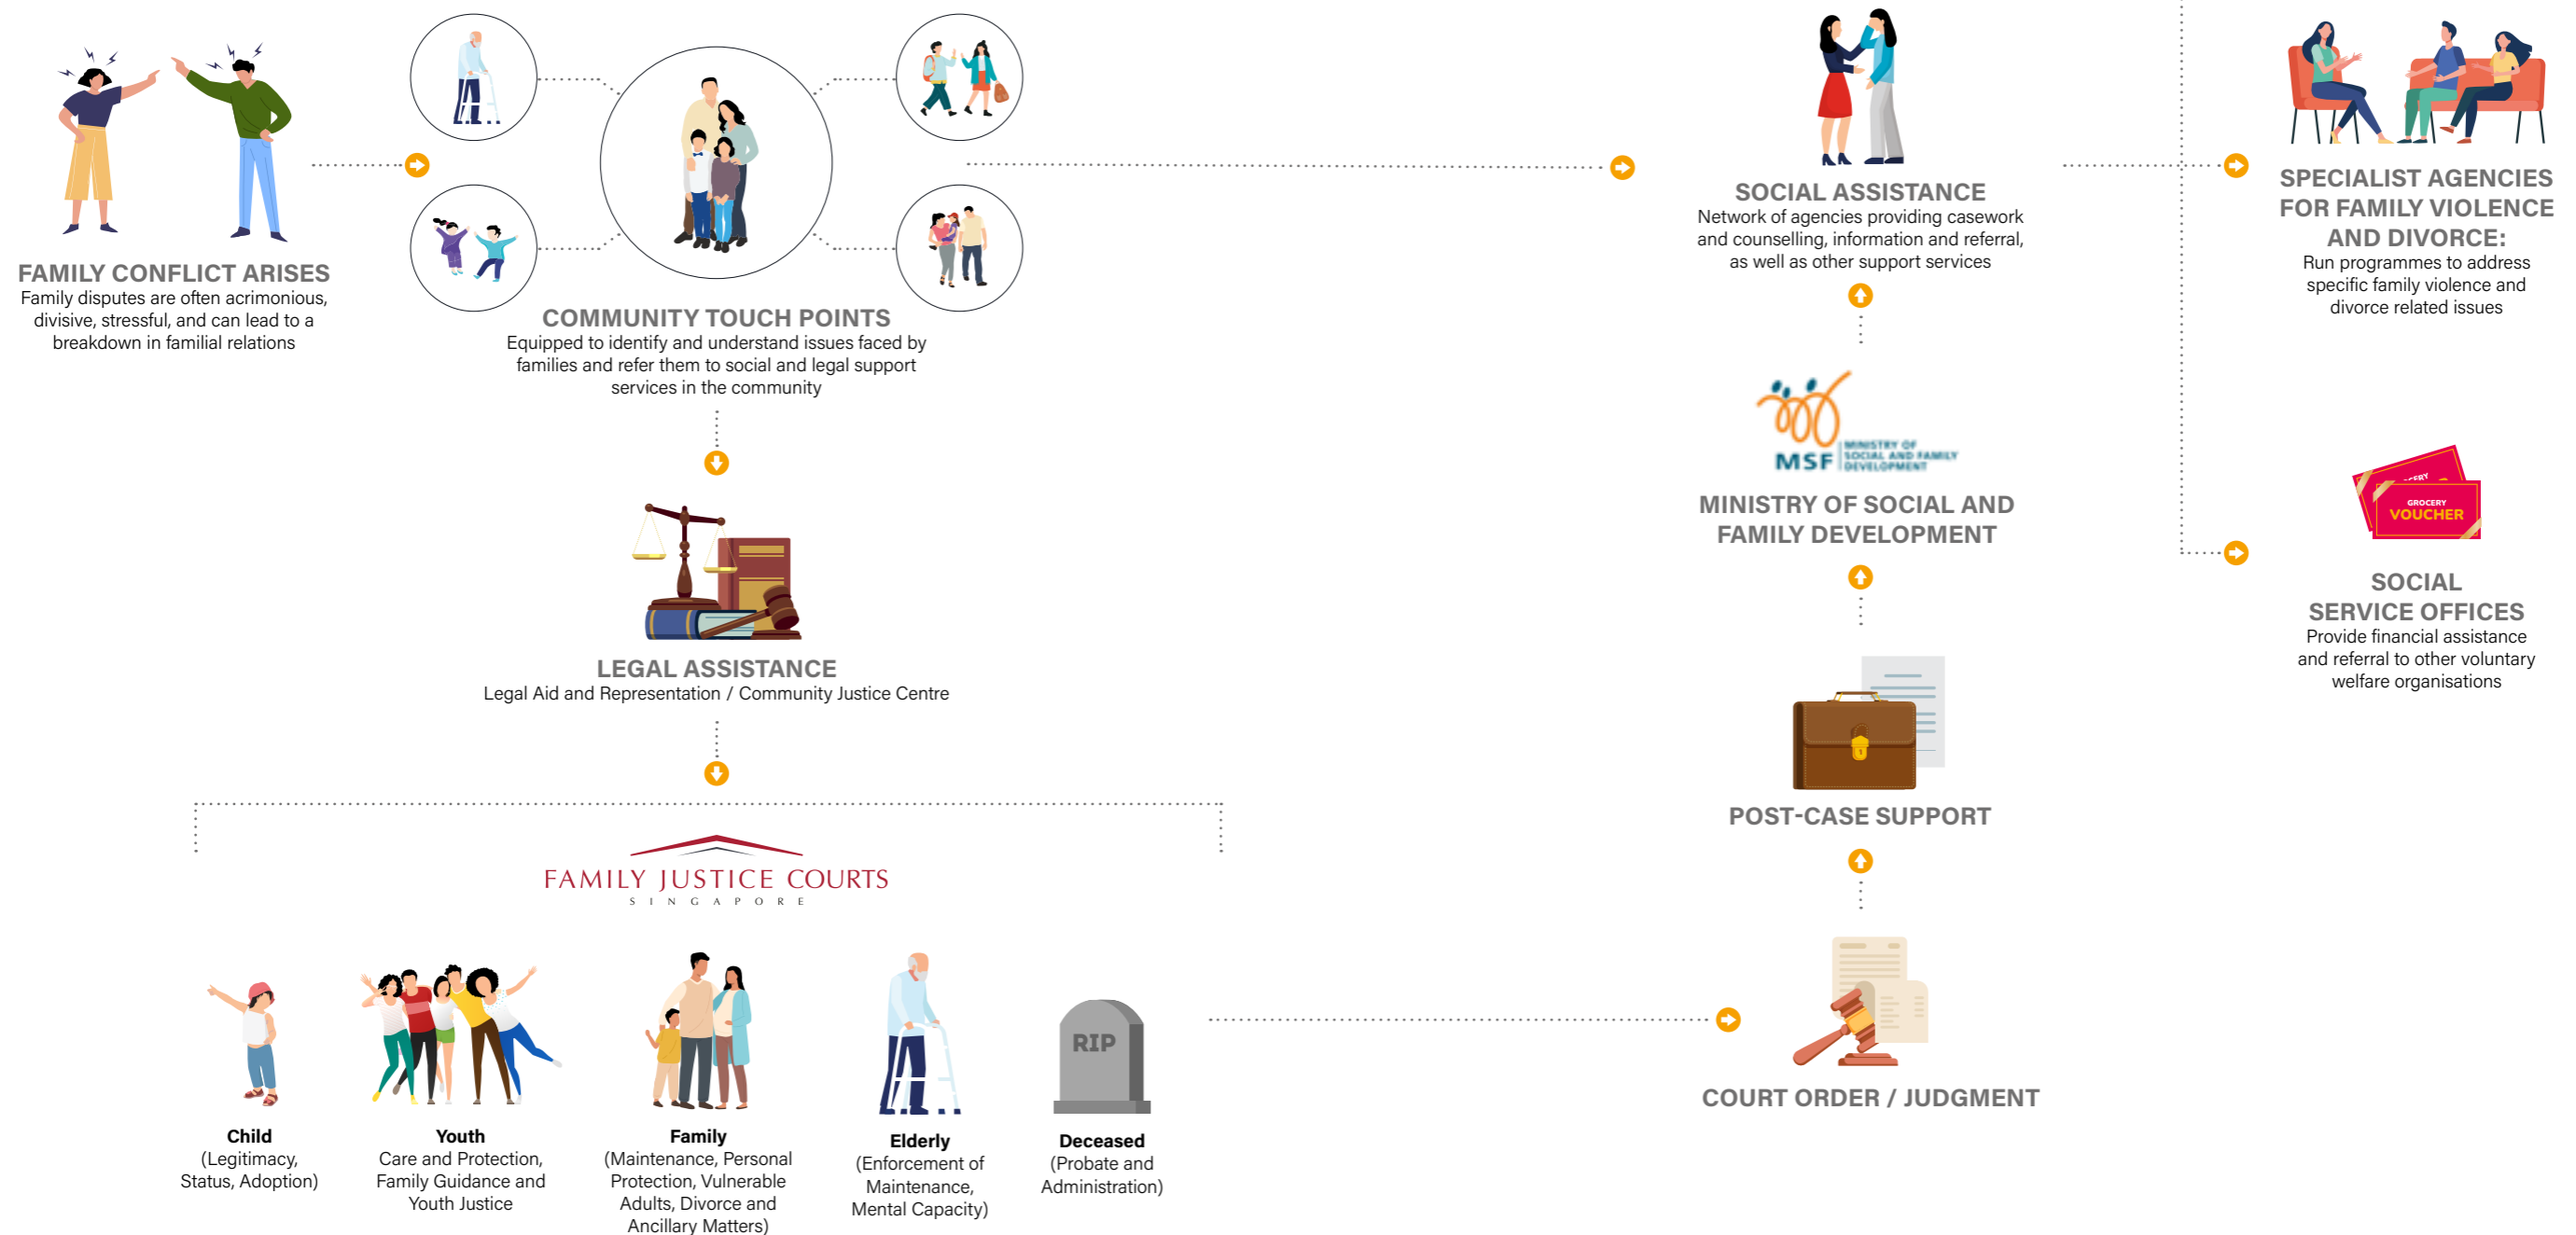 FAMILY CONFLICT ARISES
Family disputes are often acrimonious,
divisive, stressful, and can lead to a
breakdown in familial relations
COMMUNITY TOUCH POINTS
Equipped to identify and understand issues faced by
families and refer them to social and legal support
services in the community
SOCIAL ASSISTANCE
Network of agencies providing casework
and counselling, information and referral,
as well as other support services
SPECIALIST AGENCIES
FOR FAMILY VIOLENCE
AND DIVORCE:
Run programmes to address
specific family violence and
divorce related issues
MSF
MINISTRY OF
SOCIAL AND FAMILY
DEVELOPMENT
MINISTRY OF SOCIAL AND
FAMILY DEVELOPMENT
GROCERY
VOUCHER
SOCIAL
SERVICE OFFICES
Provide financial assistance
and referral to other voluntary
welfare organisations
LEGAL ASSISTANCE
Legal Aid and Representation / Community Justice Centre
POST-CASE SUPPORT
FAMILY JUSTICE COURTS
SINGAPORE
RIP
COURT ORDER / JUDGMENT
Child
(Legitimacy,
Status, Adoption)
Youth
Care and Protection,
Family Guidance and
Youth Justice
Family
(Maintenance, Personal
Protection, Vulnerable
Adults, Divorce and
Ancillary Matters)
Elderly
(Enforcement of
Maintenance,
Mental Capacity)
Deceased
(Probate and
Administration)